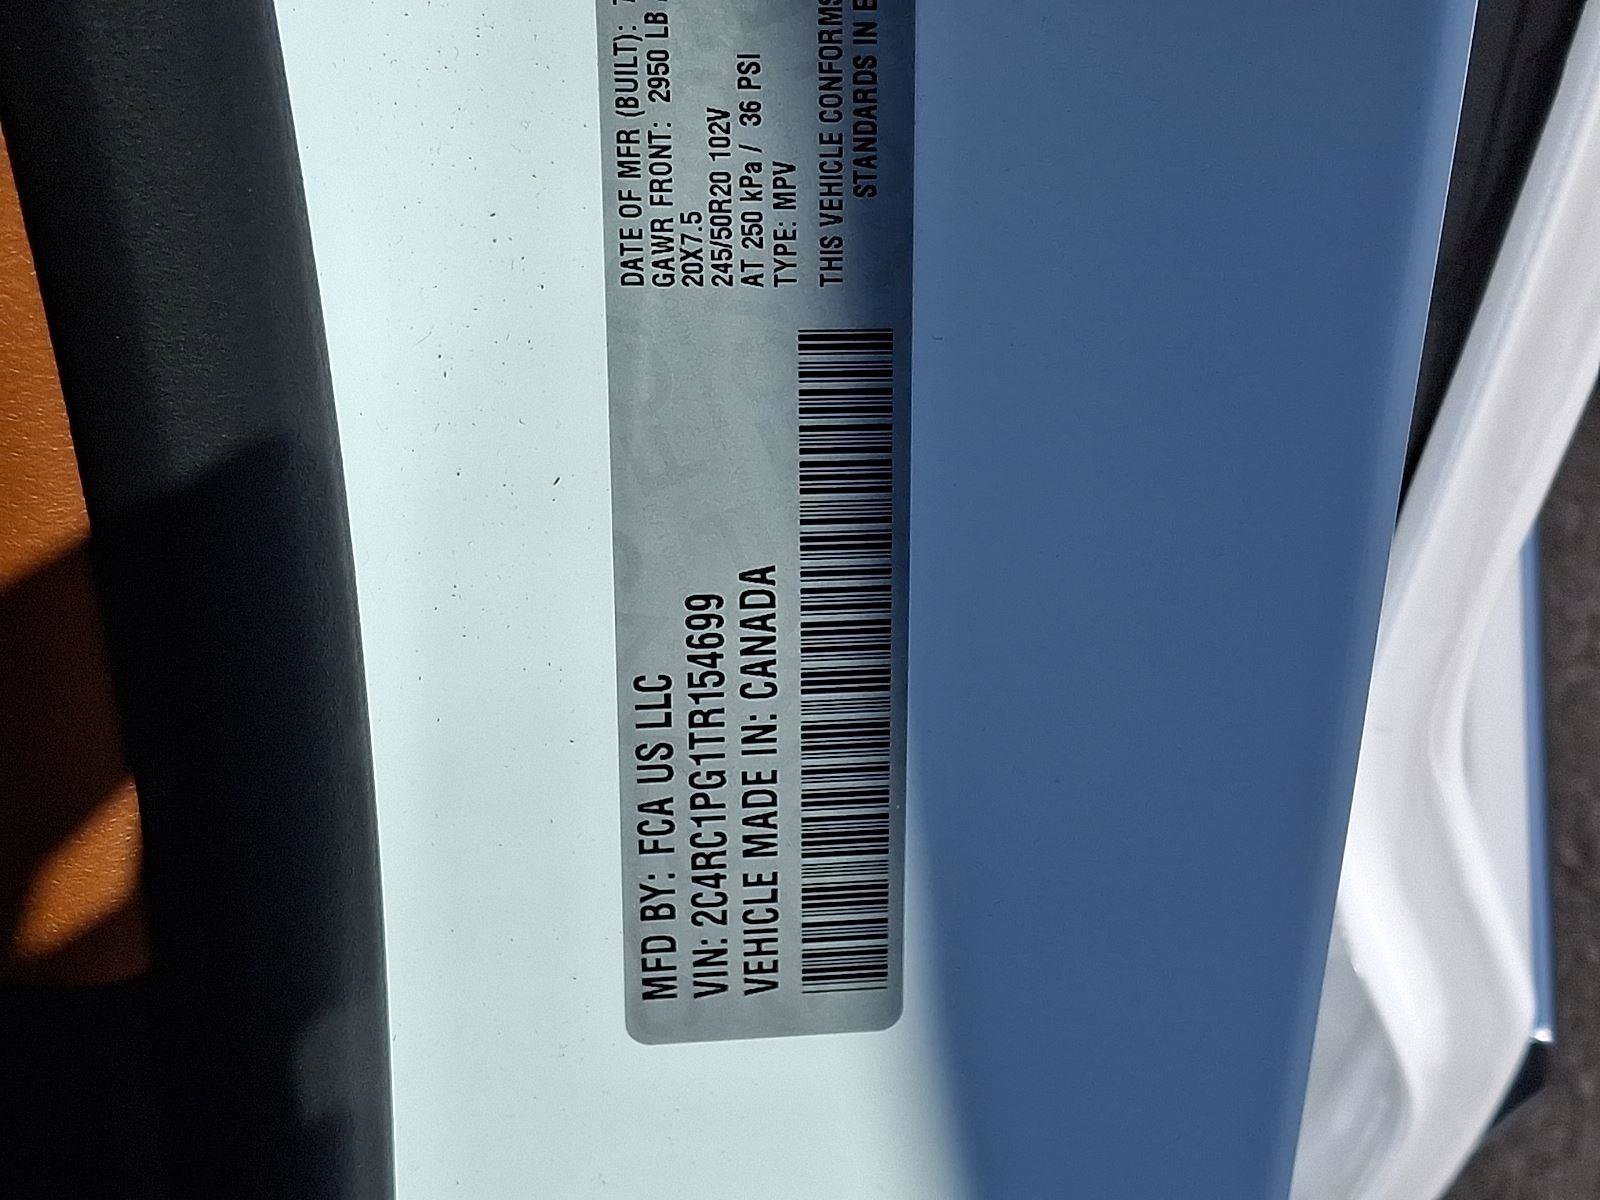 MFD BY: FCA US LLC
VIN: 2C4RC1PG1TR154699
VEHICLE MADE IN: CANADA
DATE OF MFR (BUILT):
GAWR FRONT: 2950 LB
20X7.5
245/50R20 102V
AT 250 kPa / 36 PSI
TYPE: MPV
THIS VEHICLE CONFORMS
STANDARDS IN